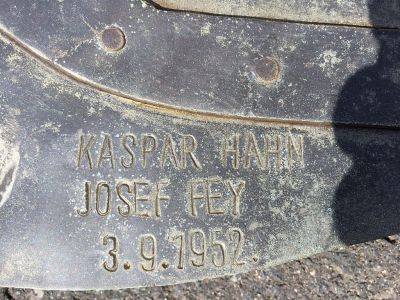 KASPAR HAHN
JOSEF FEY
3.9.1952.